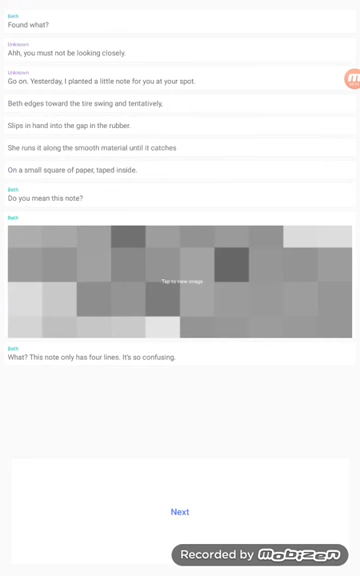 Beth
Found what?
Unknown
Ahh, you must not be looking closely.
Unknown
Go on. Yesterday, I planted a little note for you at your spot.
Beth edges toward the tire swing and tentatively,
Slips in hand into the gap in the rubber.
She runs it along the smooth material until it catches
On a small square of paper, taped inside.
Beth
Do you mean this note?
Beth
Tap to view image
Beth
What? This note only has four lines. It's so confusing.
Next
Recorded by mobizen